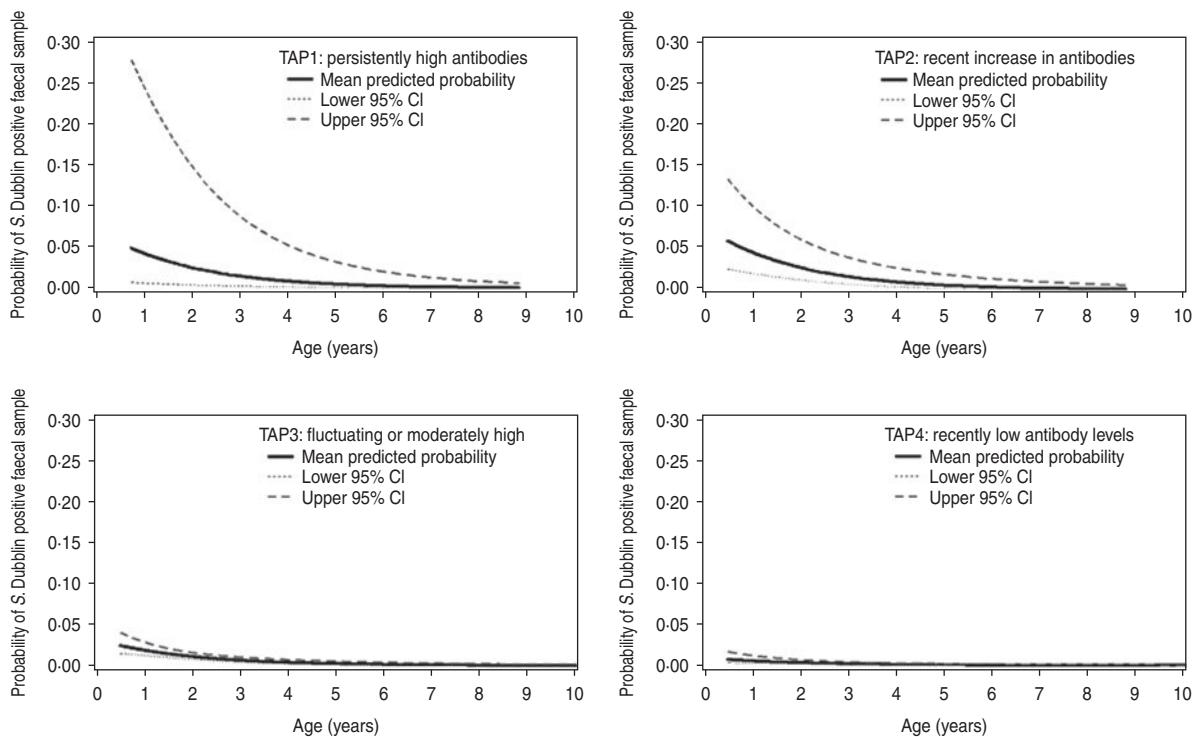 Probability of S. Dubblin positive faecal sample
0·30
0·25
0·20
0·15
0·10
0·05
0·00
TAP1: persistently high antibodies
Mean predicted probability
Lower 95% CI
Upper 95% CI
0 1 2 3 4 5 6 7 8 9 10
Age (years)
Probability of S. Dubblin positive faecal sample
0·30
0·25
0·20
0·15
0·10
0·05
0·00
TAP2: recent increase in antibodies
Mean predicted probability
Lower 95% CI
Upper 95% CI
0 1 2 3 4 5 6 7 8 9 10
Age (years)
Probability of S. Dubblin positive faecal sample
0·30
0·25
0·20
0·15
0·10
0·05
0·00
TAP3: fluctuating or moderately high
Mean predicted probability
Lower 95% CI
Upper 95% CI
0 1 2 3 4 5 6 7 8 9 10
Age (years)
Probability of S. Dubblin positive faecal sample
0·30
0·25
0·20
0·15
0·10
0·05
0·00
TAP4: recently low antibody levels
Mean predicted probability
Lower 95% CI
Upper 95% CI
0 1 2 3 4 5 6 7 8 9 10
Age (years)